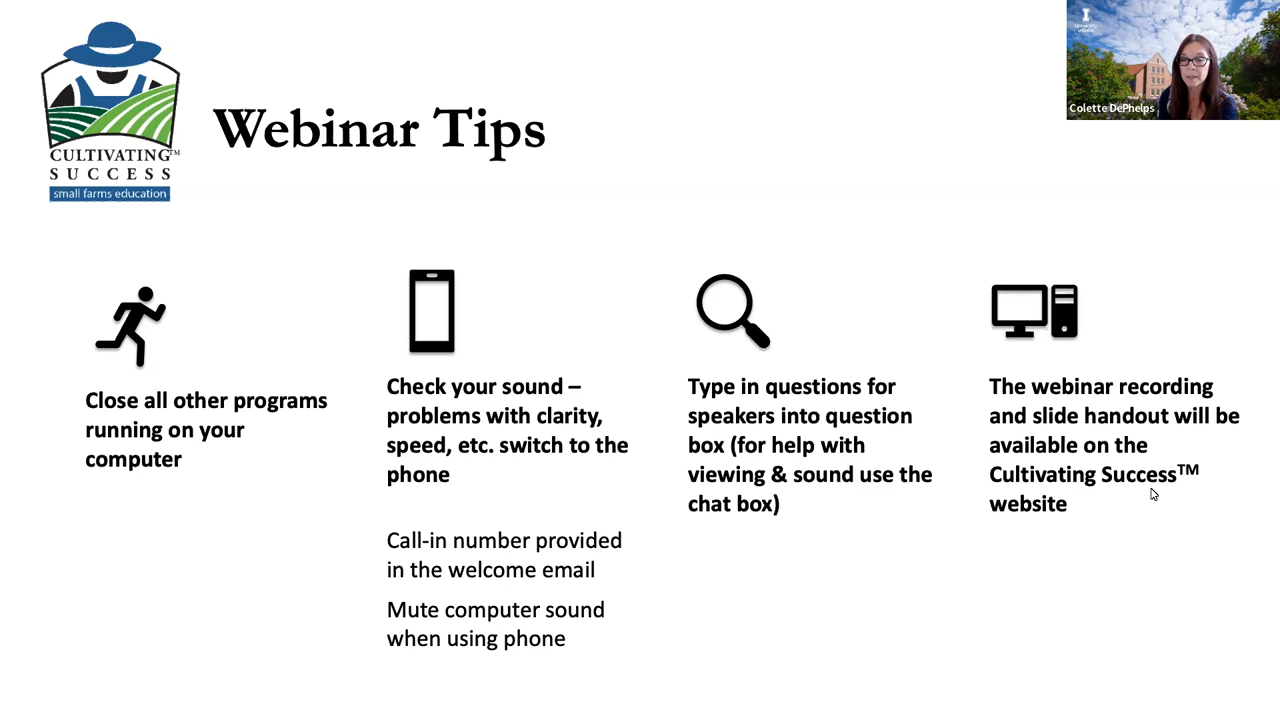 CULTIVATING™
SUCCESS
small farms education
Webinar Tips
I
University
of Idaho
Colette DePhelps
Close all other programs
running on your
computer
Check your sound –
problems with clarity,
speed, etc. switch to the
phone
Call-in number provided
in the welcome email
Mute computer sound
when using phone
Type in questions for
speakers into question
box (for help with
viewing & sound use the
chat box)
The webinar recording
and slide handout will be
available on the
Cultivating Success™
website